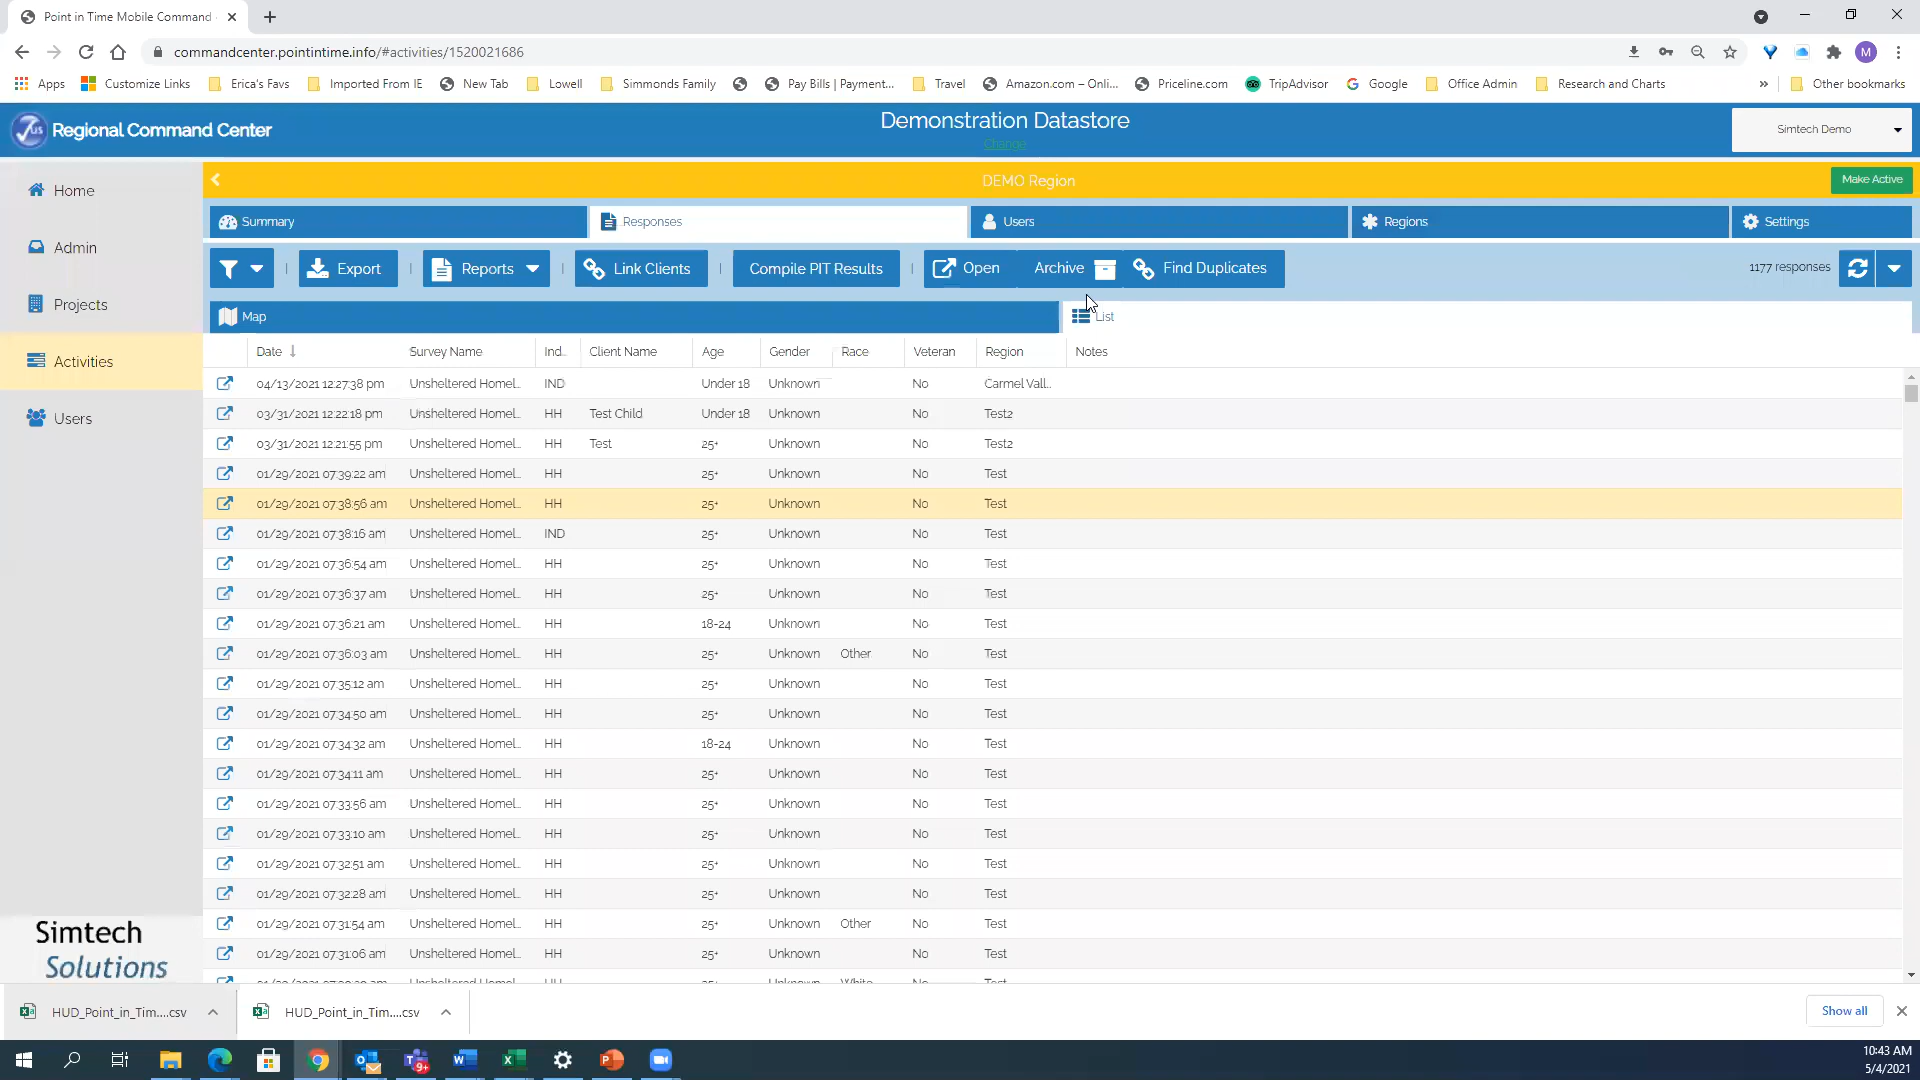 Point in Time Mobile Command
commandcenter.pointintime.info/#activities/1520021686
M
Apps Customize Links Erica's Favs Imported From IE New Tab Lowell Simmonds Family Pay Bills | Payment... Travel Amazom.com – Onli... Priceline.com TripAdvisor Google Office Admin Research and Charts » Other bookmarks
Regional Command Center
Demonstration Datastore
Change
Simtech Demo
Home
Admin
Projects
Activities
Users
DEMO Region
Make Active
Summary Responses Users Regions Settings
Export Reports Link Clients Compile PIT Results Open Archive Find Duplicates 1177 responses
Map List
Date Survey Name Ind.. Client Name Age Gender Race Veteran Region Notes
04/13/2021 12:27:38 pm Unsheltered Homel... IND Under 18 Unknown No Carmel Vall...
03/31/2021 12:22:18 pm Unsheltered Homel... HH Test Child Under 18 Unknown No Test2
03/31/2021 12:21:55 pm Unsheltered Homel... HH Test 25+ Unknown No Test2
01/29/2021 07:39:22 am Unsheltered Homel... HH 25+ Unknown No Test
01/29/2021 07:38:56 am Unsheltered Homel... HH 25+ Unknown No Test
01/29/2021 07:38:16 am Unsheltered Homel... IND 25+ Unknown No Test
01/29/2021 07:36:54 am Unsheltered Homel... HH 25+ Unknown No Test
01/29/2021 07:36:37 am Unsheltered Homel... HH 25+ Unknown No Test
01/29/2021 07:36:21 am Unsheltered Homel... HH 18-24 Unknown No Test
01/29/2021 07:36:03 am Unsheltered Homel... HH 25+ Unknown Other No Test
01/29/2021 07:35:12 am Unsheltered Homel... HH 25+ Unknown No Test
01/29/2021 07:34:50 am Unsheltered Homel... HH 25+ Unknown No Test
01/29/2021 07:34:32 am Unsheltered Homel... HH 18-24 Unknown No Test
01/29/2021 07:34:11 am Unsheltered Homel... HH 25+ Unknown No Test
01/29/2021 07:33:56 am Unsheltered Homel... HH 25+ Unknown No Test
01/29/2021 07:33:10 am Unsheltered Homel... HH 25+ Unknown No Test
01/29/2021 07:32:51 am Unsheltered Homel... HH 25+ Unknown No Test
01/29/2021 07:32:28 am Unsheltered Homel... HH 25+ Unknown No Test
01/29/2021 07:31:54 am Unsheltered Homel... HH 25+ Unknown Other No Test
01/29/2021 07:31:06 am Unsheltered Homel... HH 25+ Unknown No Test
Simtech
Solutions
HUD_Point_in_Tim....csv HUD_Point_in_Tim....csv Show all
9+
10:43 AM
5/4/2021